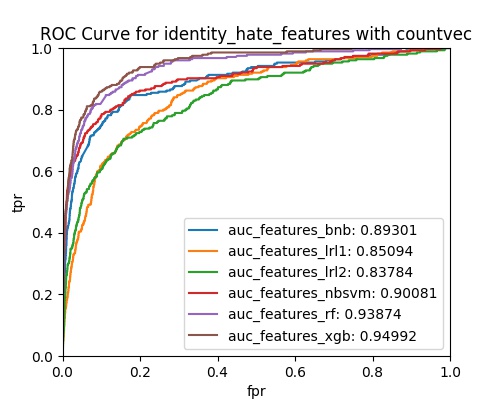 ROC Curve for identity_hate_features with countvec
1.0
0.8
0.6
0.4
0.2
0.0
tpr
auc_features_bnb: 0.89301
auc_features_lrl1: 0.85094
auc_features_lrl2: 0.83784
auc_features_nbsvm: 0.90081
auc_features_rf: 0.93874
auc_features_xgb: 0.94992
0.0 0.2 0.4 0.6 0.8 1.0
fpr